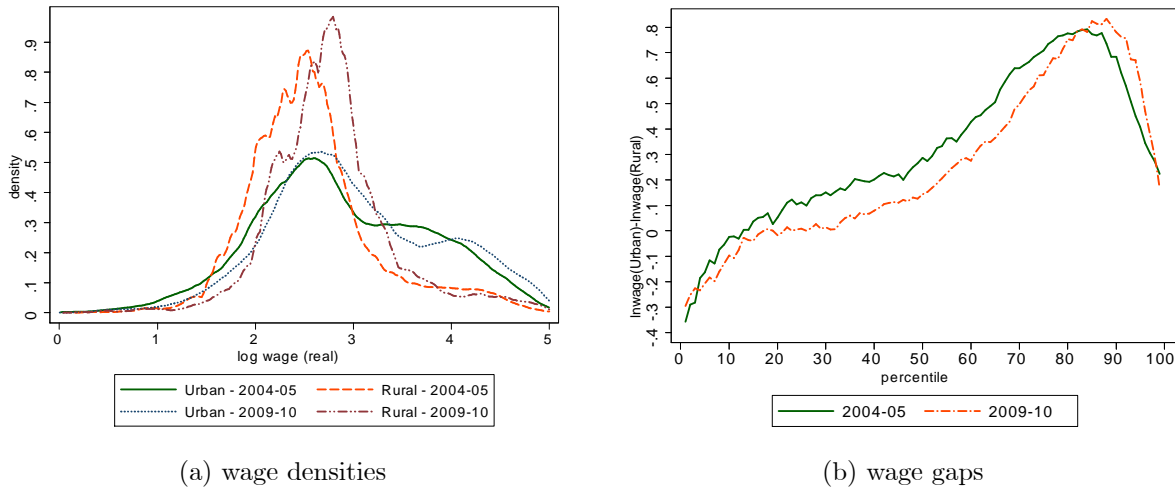 density
0 .1 .2 .3 .4 .5 .6 .7 .8 .9
0 1 2 3 4 5
log wage (real)
Urban - 2004-05 Rural - 2004-05
Urban - 2009-10 Rural - 2009-10
(a) wage densities
lnwage(Urban)-lnwage(Rural)
-.4 -.3 -.2 -.1 0 .1 .2 .3 .4 .5 .6 .7 .8
0 10 20 30 40 50 60 70 80 90 100
percentile
2004-05 2009-10
(b) wage gaps